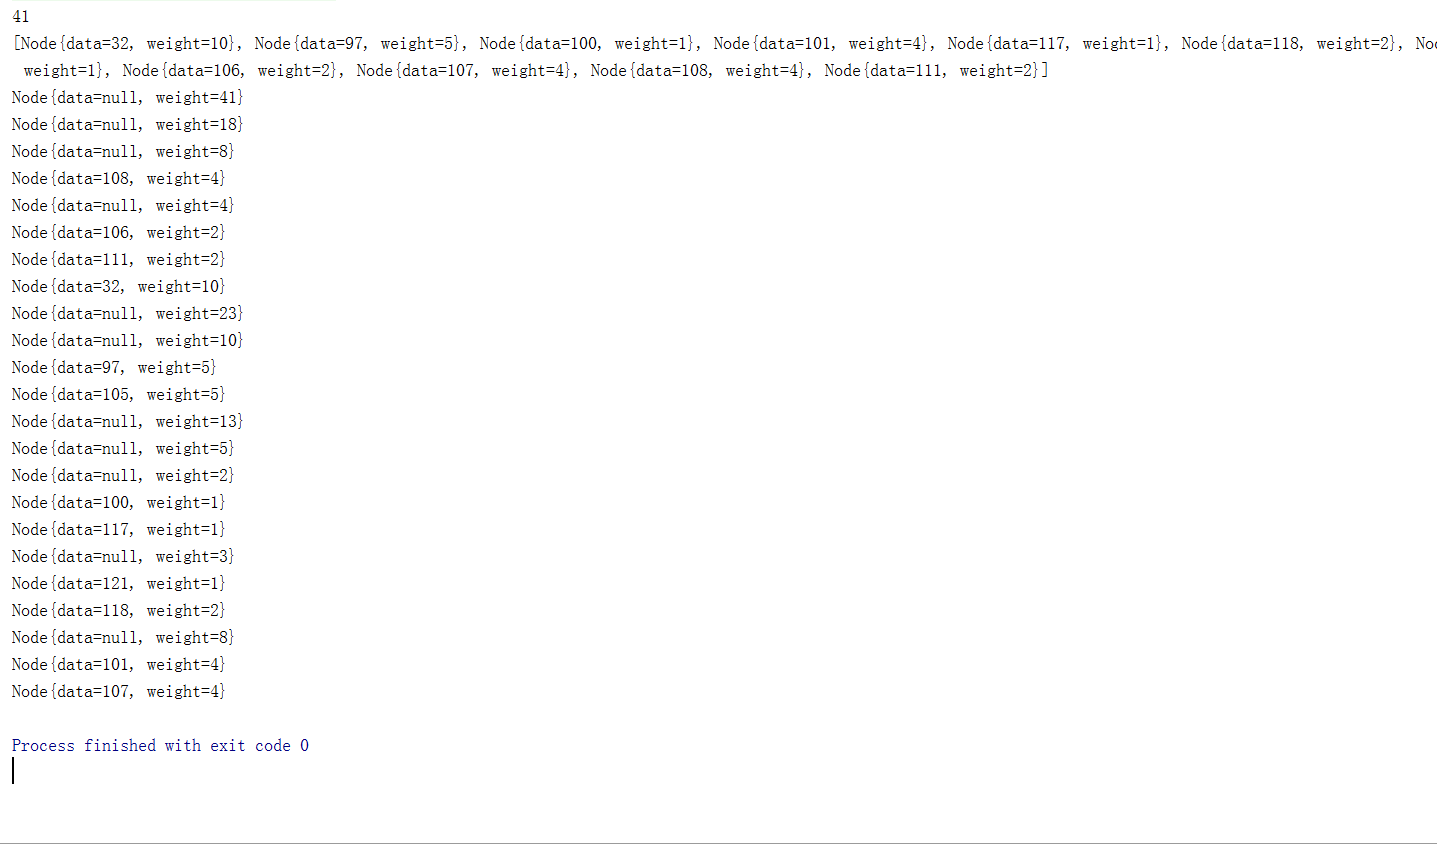 41
[Node{data=32, weight=10}, Node{data=97, weight=5}, Node{data=100, weight=1}, Node{data=101, weight=4}, Node{data=117, weight=1}, Node{data=118, weight=2}, No
weight=1}, Node{data=106, weight=2}, Node{data=107, weight=4}, Node{data=108, weight=4}, Node{data=111, weight=2}]
Node{data=null, weight=41}
Node{data=null, weight=18}
Node{data=null, weight=8}
Node{data=108, weight=4}
Node{data=null, weight=4}
Node{data=106, weight=2}
Node{data=111, weight=2}
Node{data=32, weight=10}
Node{data=null, weight=23}
Node{data=null, weight=10}
Node{data=97, weight=5}
Node{data=105, weight=5}
Node{data=null, weight=13}
Node{data=null, weight=5}
Node{data=null, weight=2}
Node{data=100, weight=1}
Node{data=117, weight=1}
Node{data=null, weight=3}
Node{data=121, weight=1}
Node{data=118, weight=2}
Node{data=null, weight=8}
Node{data=101, weight=4}
Node{data=107, weight=4}
Process finished with exit code 0